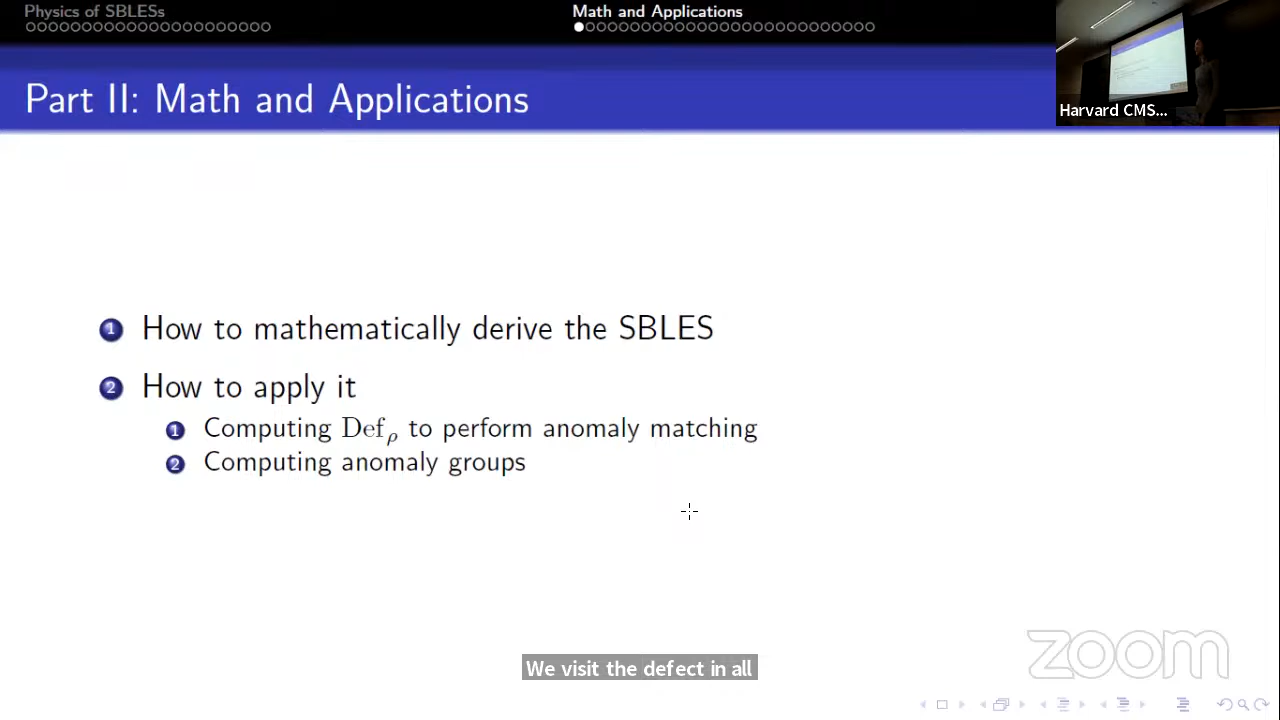 Physics of SBLESs
Math and Applications
Part II: Math and Applications
Harvard CMS...
1 How to mathematically derive the SBLES
2 How to apply it
1 Computing Def_ρ to perform anomaly matching
2 Computing anomaly groups
We visit the defect in all
zoom